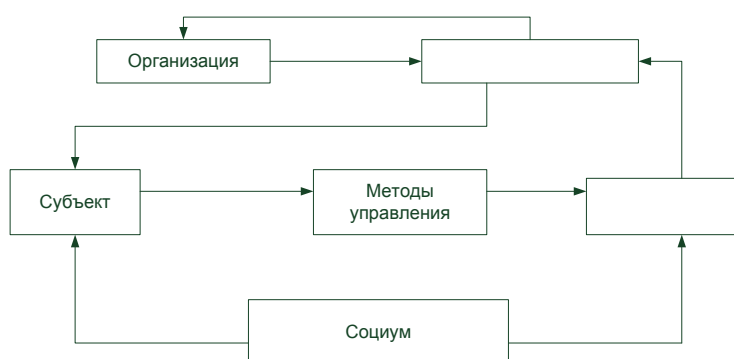 Организация
Субъект
Методы
управления
Социум